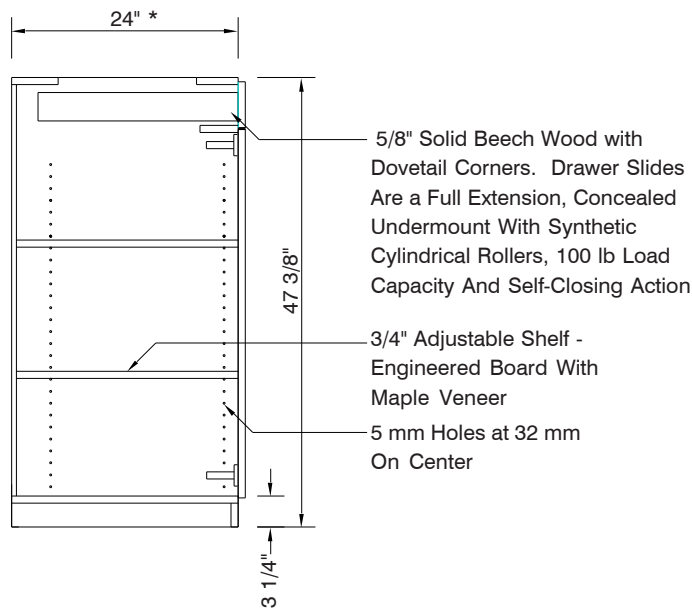 24" *
5/8" Solid Beech Wood with
Dovetail Corners. Drawer Slides
Are a Full Extension, Concealed
Undermount With Synthetic
Cylindrical Rollers, 100 lb Load
Capacity And Self-Closing Action
47 3/8"
3/4" Adjustable Shelf -
Engineered Board With
Maple Veneer
5 mm Holes at 32 mm
On Center
3 1/4"